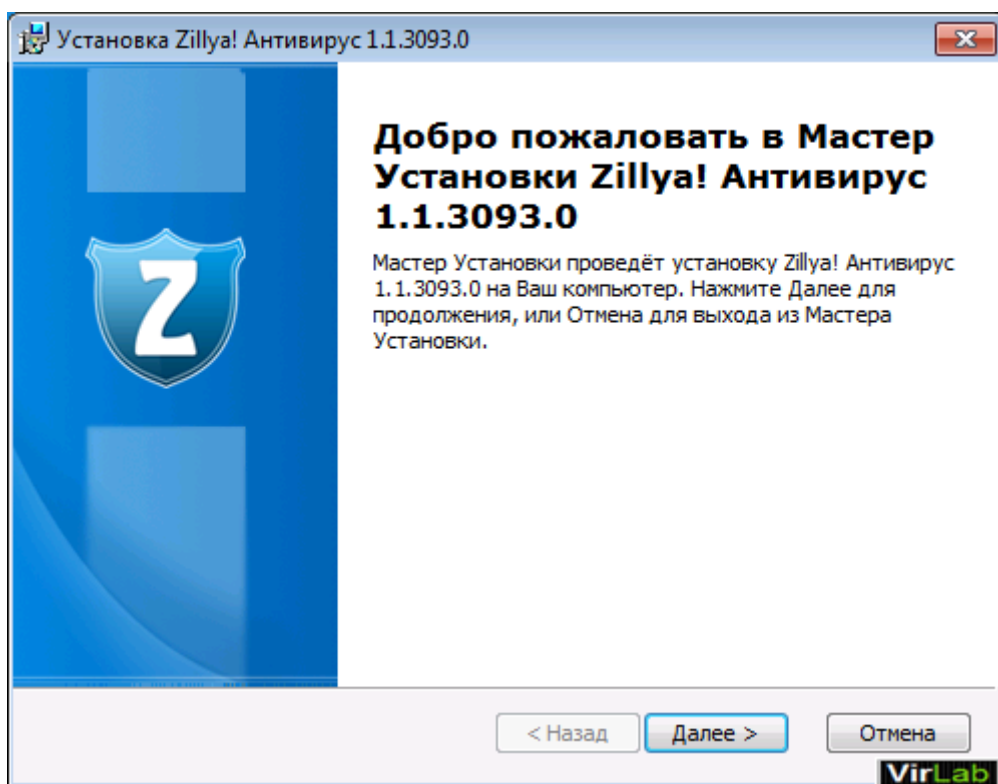 Установка Zillya! Антивирус 1.1.3093.0
Добро пожаловать в Мастер
Установки Zillya! Антивирус
1.1.3093.0
Мастер Установки проведёт установку Zillya! Антивирус
1.1.3093.0 на Ваш компьютер. Нажмите Далее для
продолжения, или Отмена для выхода из Мастера
Установки.
Z
< Назад Далее > Отмена
VirLab